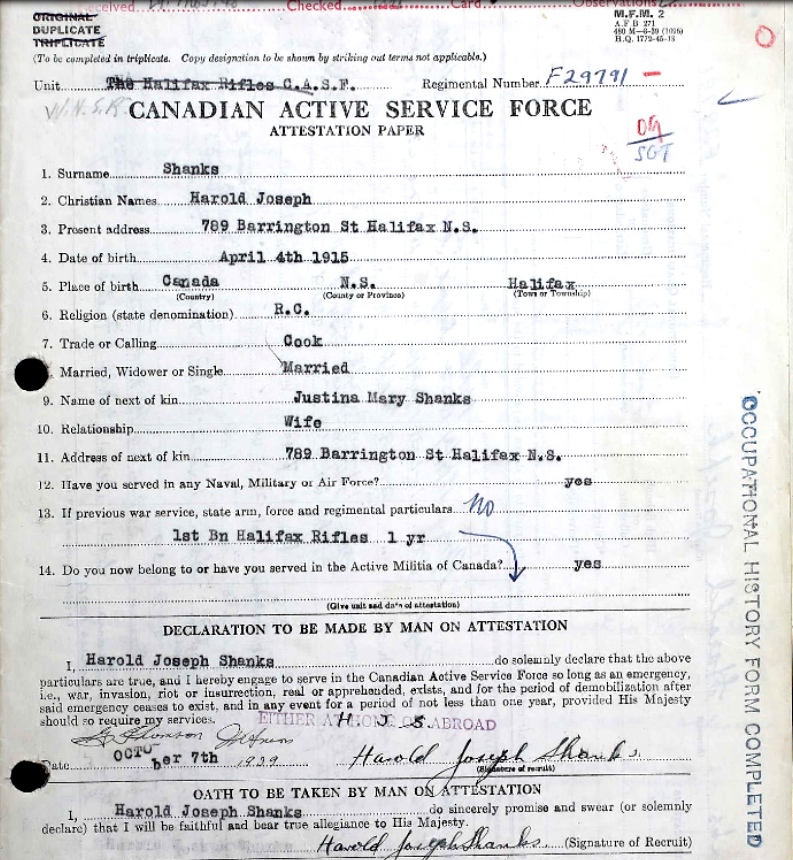 Received Checked Card Observations
ORIGINAL
DUPLICATE
TRIPLICATE
M.F.M. 2
A.F B 271
480 M—6-39 (1096)
H.Q. 1772-45-13
(To be completed in triplicate. Copy designation to be shown by striking out terms not applicable.)
Unit The Halifax Rifles C.A.S.F. Regimental Number F29791
W.N.S.R
CANADIAN ACTIVE SERVICE FORCE
ATTESTATION PAPER
SGT
1. Surname Shanks
2. Christian Names Harold Joseph
3. Present address 789 Barrington St Halifax N.S.
4. Date of birth April 4th 1915
5. Place of birth Canada N.S. Halifax
(Country) (County or Province) (Town or Township)
6. Religion (state denomination) R.C.
7. Trade or Calling Cook
Married, Widower or Single Married
9. Name of next of kin Justina Mary Shanks
10. Relationship Wife
11. Address of next of kin 789 Barrington St Halifax N.S.
12. Have you served in any Naval, Military or Air Force? yes
13. If previous war service, state arm, force and regimental particulars No
1st Bn Halifax Rifles 1 yr
14. Do you now belong to or have you served in the Active Militia of Canada? yes
(Give unit and date of attestation)
DECLARATION TO BE MADE BY MAN ON ATTESTATION
I, Harold Joseph Shanks do solemnly declare that the above
particulars are true, and I hereby engage to serve in the Canadian Active Service Force so long as an emergency,
i.e., war, invasion, riot or insurrection, real or apprehended, exists, and for the period of demobilization after
said emergency ceases to exist, and in any event for a period of not less than one year, provided His Majesty
should so require my services. EITHER AT HOME OR ABROAD
H. J. S.
Date OCTOber 7th 1939 Harold Joseph Shanks
(Signature of recruit)
OATH TO BE TAKEN BY MAN ON ATTESTATION
I, Harold Joseph Shanks do sincerely promise and swear (or solemnly
declare) that I will be faithful and bear true allegiance to His Majesty.
Harold Joseph Shanks (Signature of Recruit)
OCCUPATIONAL HISTORY FORM COMPLETED